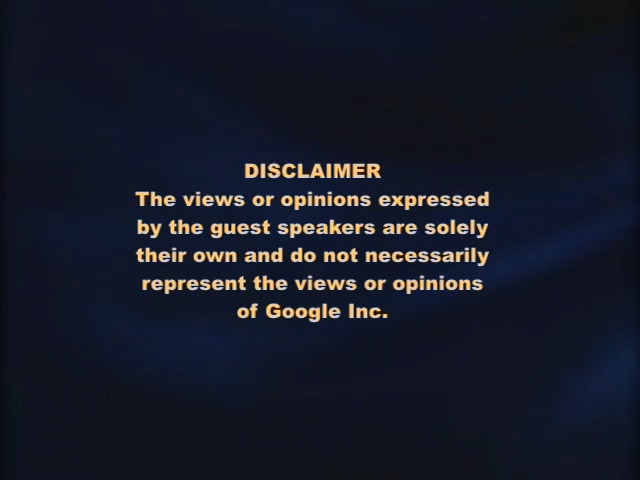 DISCLAIMER
The views or opinions expressed
by the guest speakers are solely
their own and do not necessarily
represent the views or opinions
of Google Inc.